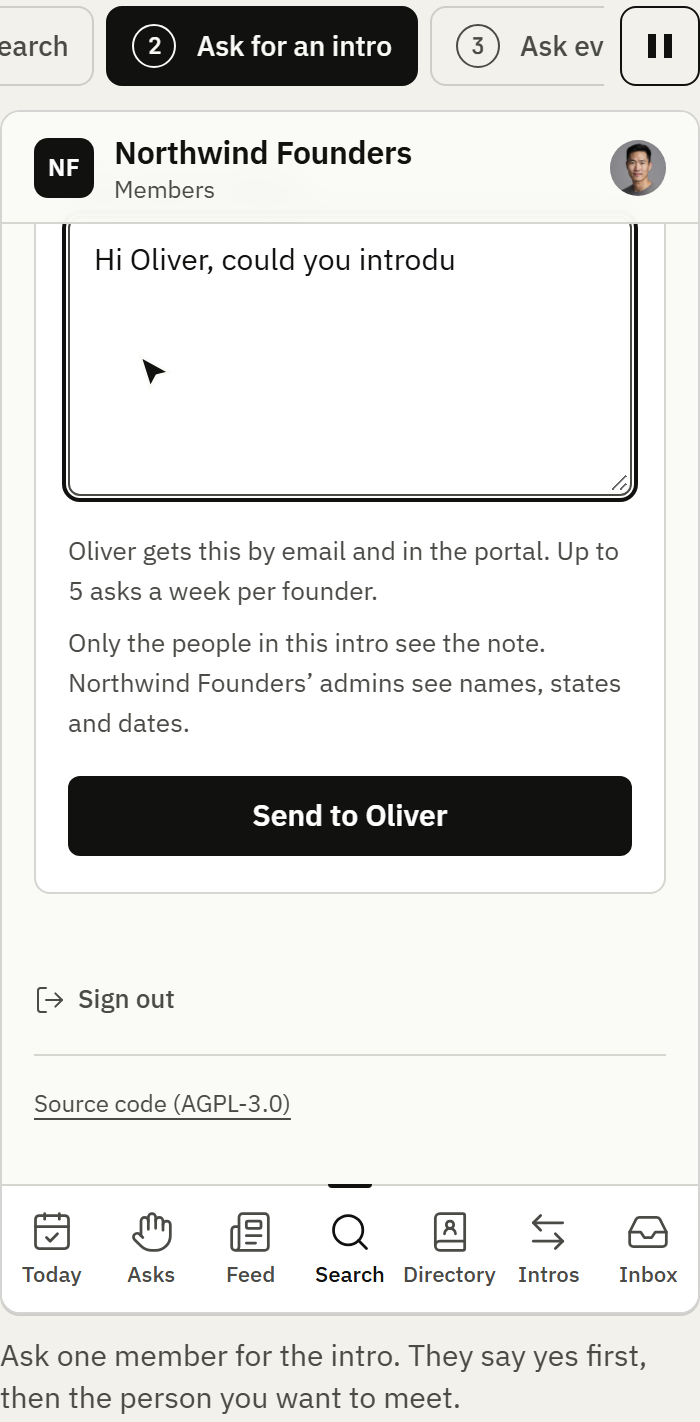 earch
2 Ask for an intro
3 Ask ev
NF
Northwind Founders
Members
Hi Oliver, could you introdu
Oliver gets this by email and in the portal. Up to
5 asks a week per founder.
Only the people in this intro see the note.
Northwind Founders’ admins see names, states
and dates.
Send to Oliver
Sign out
Source code (AGPL-3.0)
Today
Asks
Feed
Search
Directory
Intros
Inbox
Ask one member for the intro. They say yes first,
then the person you want to meet.